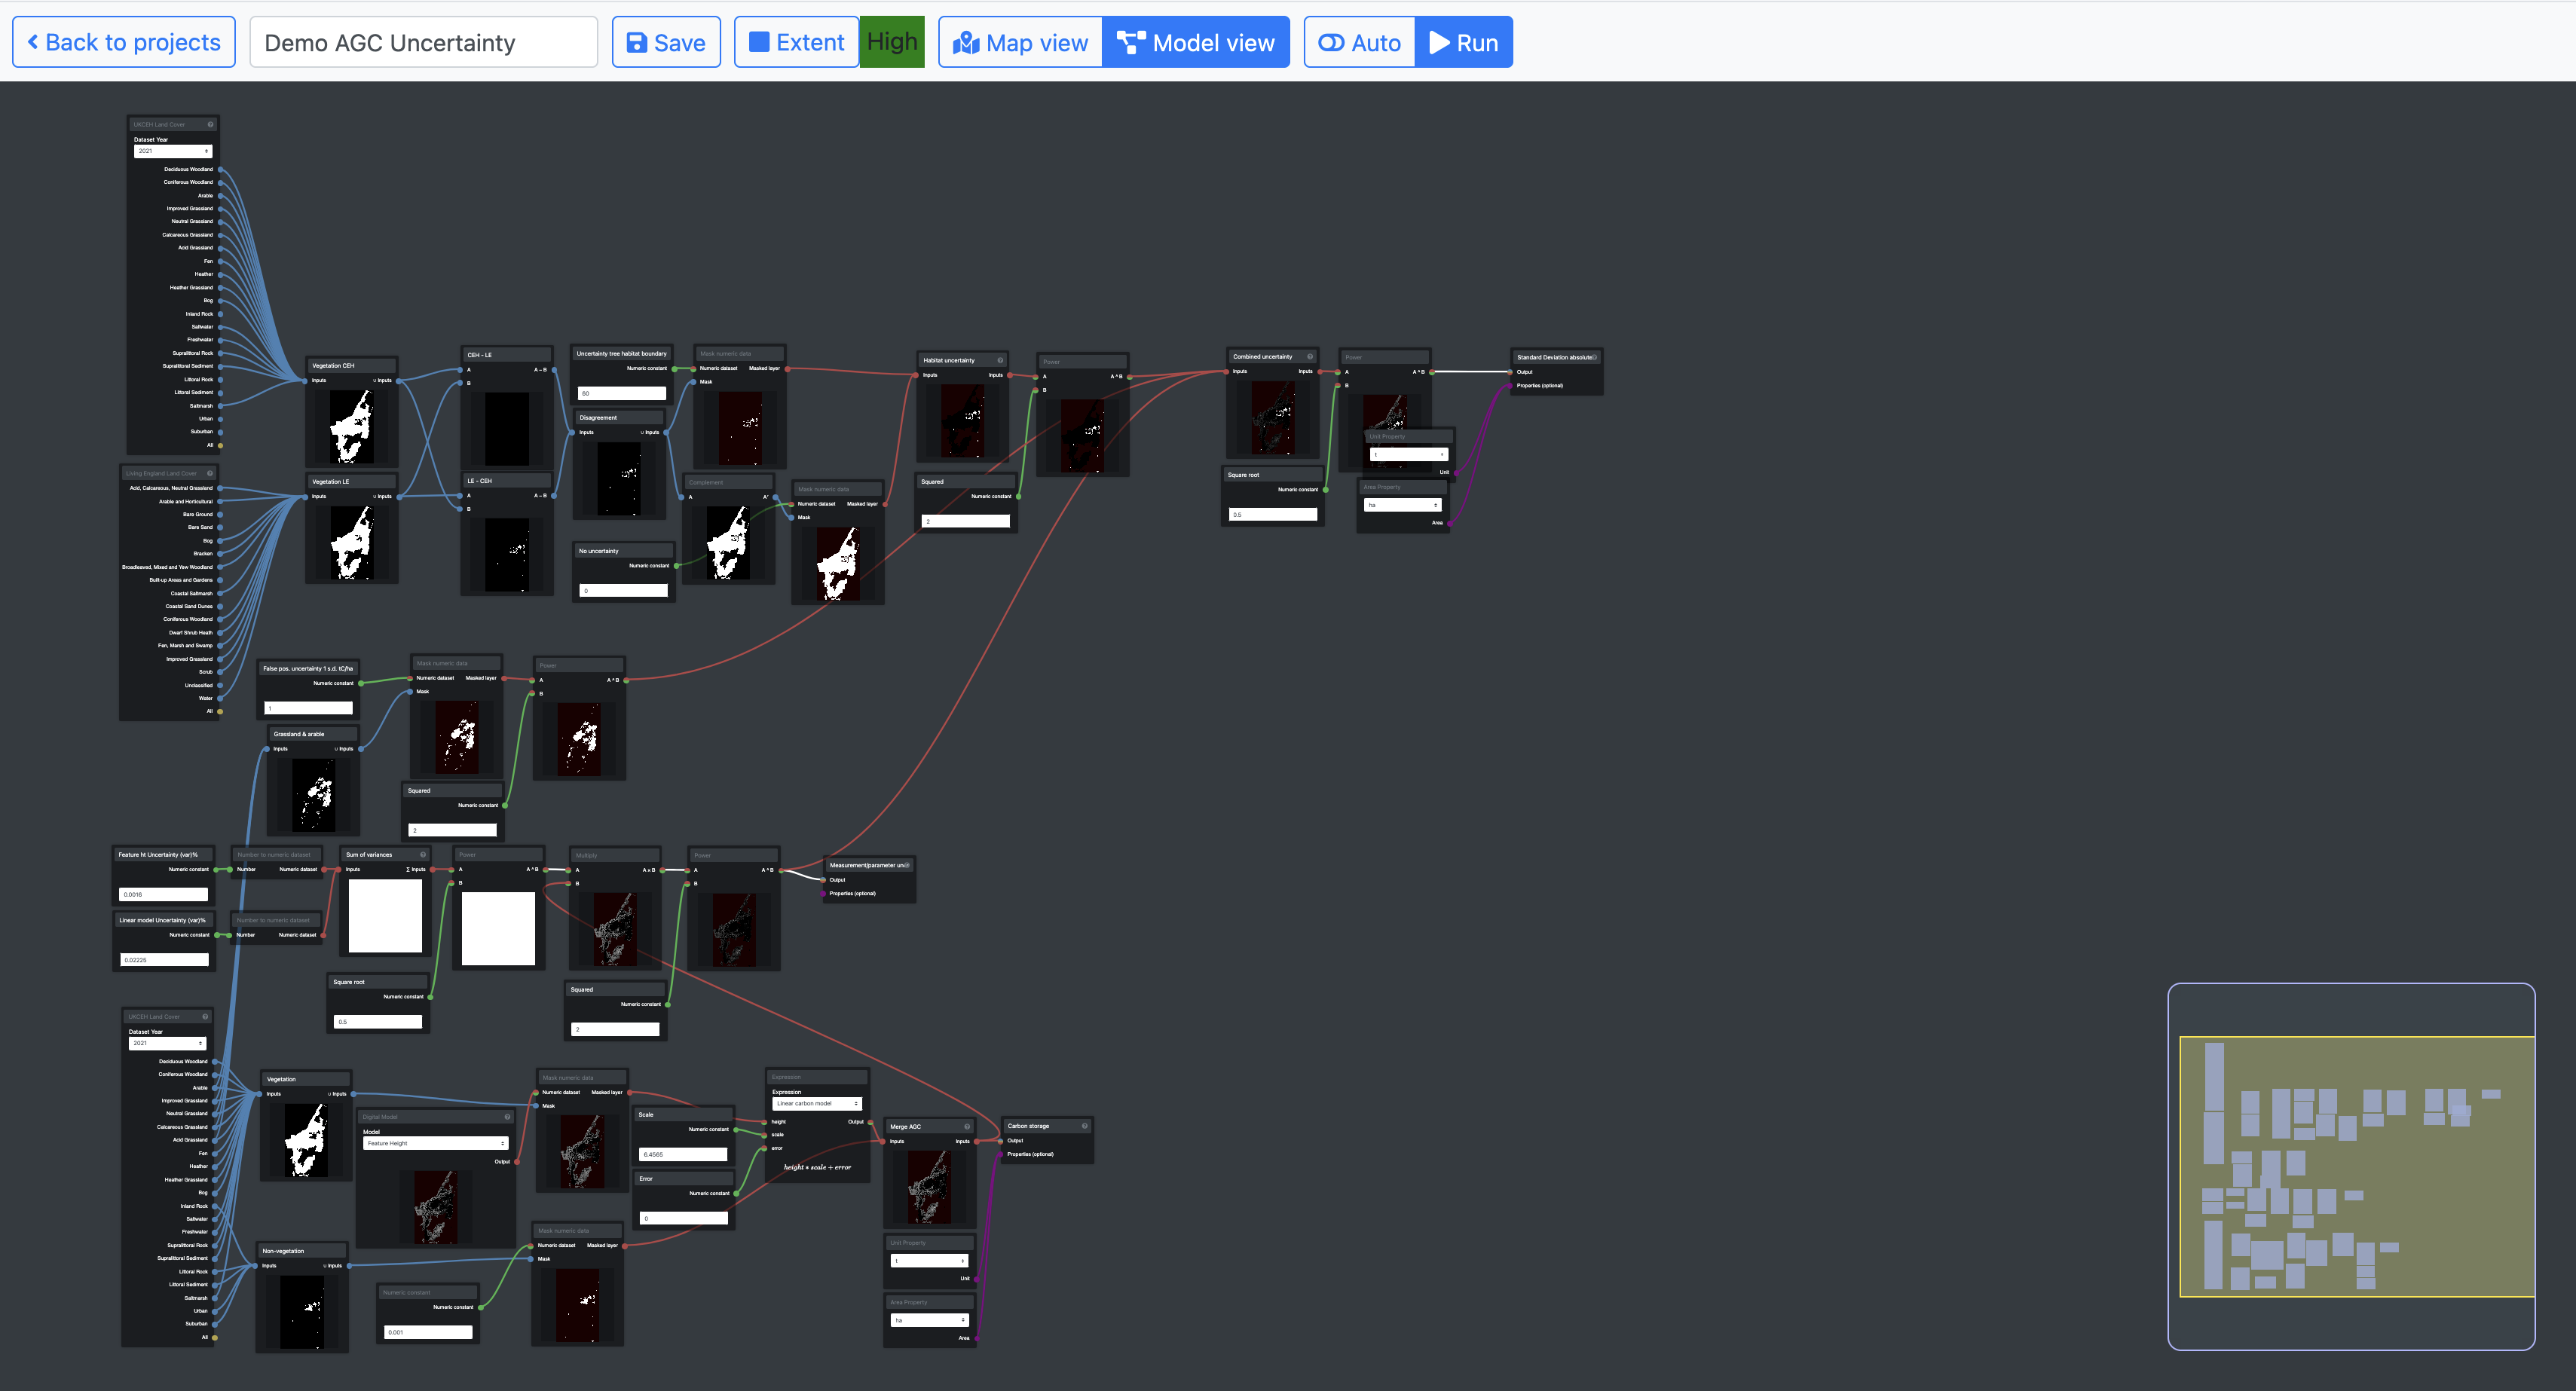 Back to projects
Demo AGC Uncertainty
Save
Extent
High
Map view
Model view
Auto
Run
UKCEH Land Cover
Dataset Year
2021
Deciduous Woodland
Coniferous Woodland
Arable
Improved Grassland
Neutral Grassland
Calcareous Grassland
Acid Grassland
Fen
Heather
Heather Grassland
Bog
Inland Rock
Saltwater
Freshwater
Supralittoral Rock
Supralittoral Sediment
Littoral Rock
Littoral Sediment
Saltmarsh
Urban
Suburban
All
Living England Land Cover
Acid, Calcareous, Neutral Grassland
Arable and Horticultural
Bare Ground
Bare Sand
Bog
Bracken
Broadleaved, Mixed and Yew Woodland
Built-up Areas and Gardens
Coastal Saltmarsh
Coastal Sand Dunes
Coniferous Woodland
Dwarf Shrub Heath
Fen, Marsh and Swamp
Improved Grassland
Scrub
Unclassified
Water
All
Vegetation CEH
Inputs
∪ Inputs
Vegetation LE
Inputs
∪ Inputs
CEH - LE
A
A - B
B
LE - CEH
A
A - B
B
Uncertainty tree habitat boundary
Numeric constant
60
Disagreement
Inputs
∪ Inputs
No uncertainty
Numeric constant
0
Mask numeric data
Numeric dataset
Masked layer
Mask
Complement
A
A'
Mask numeric data
Numeric dataset
Masked layer
Mask
Habitat uncertainty
Inputs
Inputs
Squared
Numeric constant
2
Power
A
A ^ B
B
Combined uncertainty
Inputs
Inputs
Square root
Numeric constant
0.5
Power
A
A ^ B
B
Unit Property
t
Unit
Area Property
ha
Area
Standard Deviation absolute
Output
Properties (optional)
False pos. uncertainty 1 s.d. tC/ha
Numeric constant
1
Grassland & arable
Inputs
∪ Inputs
Mask numeric data
Numeric dataset
Masked layer
Mask
Squared
Numeric constant
2
Power
A
A ^ B
B
Feature ht Uncertainty (var)%
Numeric constant
0.0016
Linear model Uncertainty (var)%
Numeric constant
0.02225
Number to numeric dataset
Number
Numeric dataset
Number to numeric dataset
Number
Numeric dataset
Sum of variances
Inputs
∑ Inputs
Square root
Numeric constant
0.5
Power
A
A ^ B
B
Multiply
A
A x B
B
Squared
Numeric constant
2
Power
A
A ^ B
B
Measurement/parameter un
Output
Properties (optional)
UKCEH Land Cover
Dataset Year
2021
Deciduous Woodland
Coniferous Woodland
Arable
Improved Grassland
Neutral Grassland
Calcareous Grassland
Acid Grassland
Fen
Heather
Heather Grassland
Bog
Inland Rock
Saltwater
Freshwater
Supralittoral Rock
Supralittoral Sediment
Littoral Rock
Littoral Sediment
Saltmarsh
Urban
Suburban
All
Vegetation
Inputs
∪ Inputs
Non-vegetation
Inputs
∪ Inputs
Digital Model
Model
Feature Height
Output
Numeric constant
Numeric constant
0.001
Mask numeric data
Numeric dataset
Masked layer
Mask
Mask numeric data
Numeric dataset
Masked layer
Mask
Scale
Numeric constant
6.4565
Error
Numeric constant
0
Expression
Expression
Linear carbon model
height
Output
scale
error
height * scale + error
Merge AGC
Inputs
Inputs
Unit Property
t
Unit
Area Property
ha
Area
Carbon storage
Output
Properties (optional)